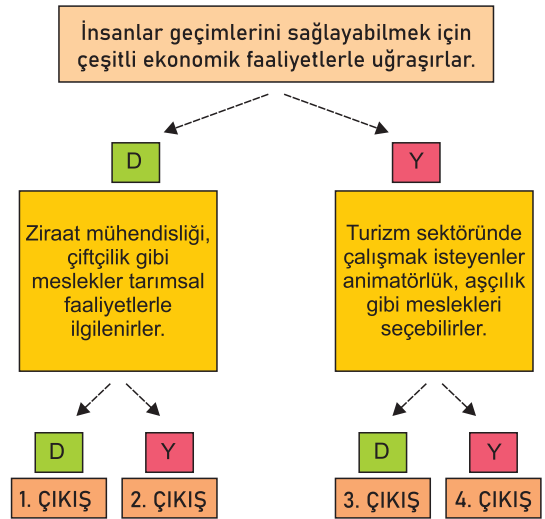 İnsanlar geçimlerini sağlayabilmek için
çeşitli ekonomik faaliyetlerle uğraşırlar.
D
Y
Ziraat mühendisliği,
çiftçilik gibi
meslekler tarımsal
faaliyetlerle
ilgilenirler.
Turizm sektöründe
çalışmak isteyenler
animatörlük, aşçılık
gibi meslekleri
seçebilirler.
D
Y
D
Y
1. ÇIKIŞ
2. ÇIKIŞ
3. ÇIKIŞ
4. ÇIKIŞ